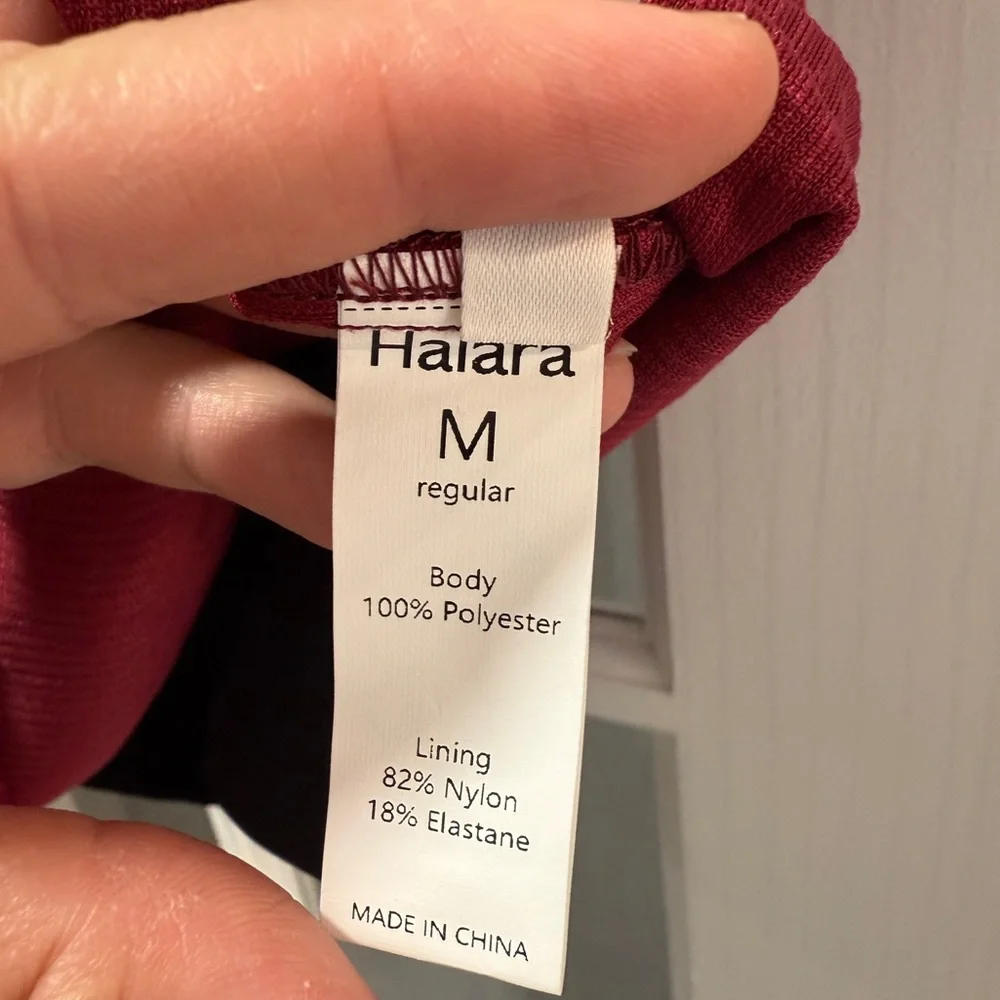 Halara
M
regular
Body
100% Polyester
Lining
82% Nylon
18% Elastane
MADE IN CHINA